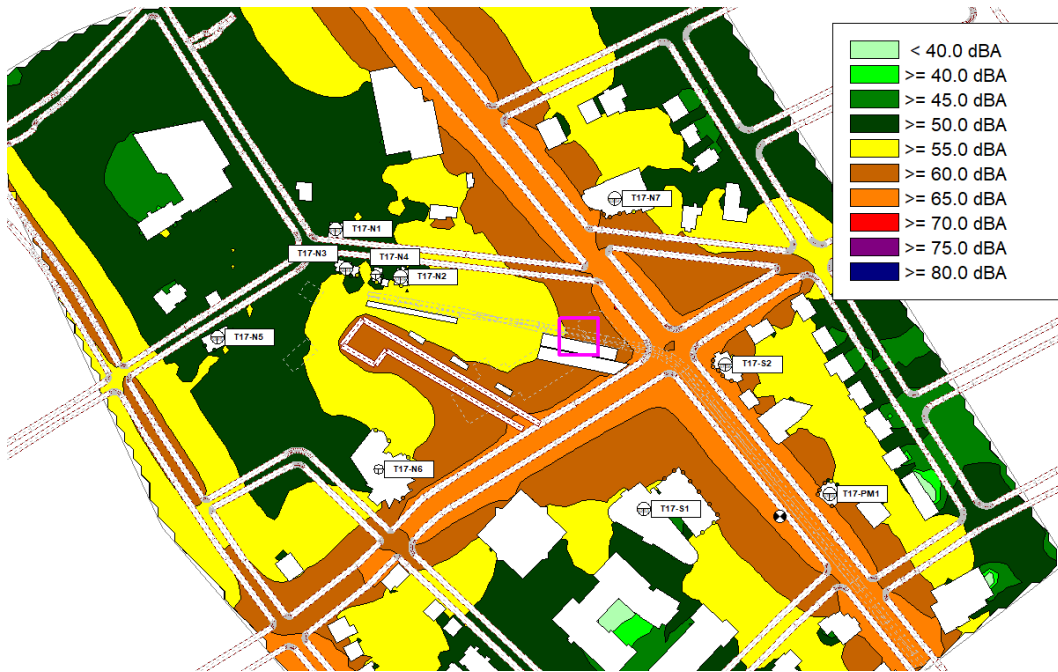 < 40.0 dBA
>= 40.0 dBA
>= 45.0 dBA
>= 50.0 dBA
>= 55.0 dBA
>= 60.0 dBA
>= 65.0 dBA
>= 70.0 dBA
>= 75.0 dBA
>= 80.0 dBA
T17-N7
T17-N1
T17-N3
T17-N4
T17-N2
T17-N5
T17-S2
T17-N6
T17-PM1
T17-S1